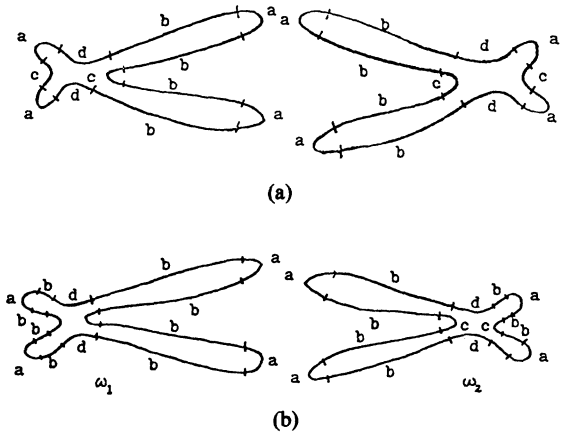 b a a b
a d d a
c c b b c
b b c
a d b a
b a b a
(a)
b d b a a b d b
a b a
b b b b c c b b
d d
a b b a a b a
ω₁ ω₂
(b)